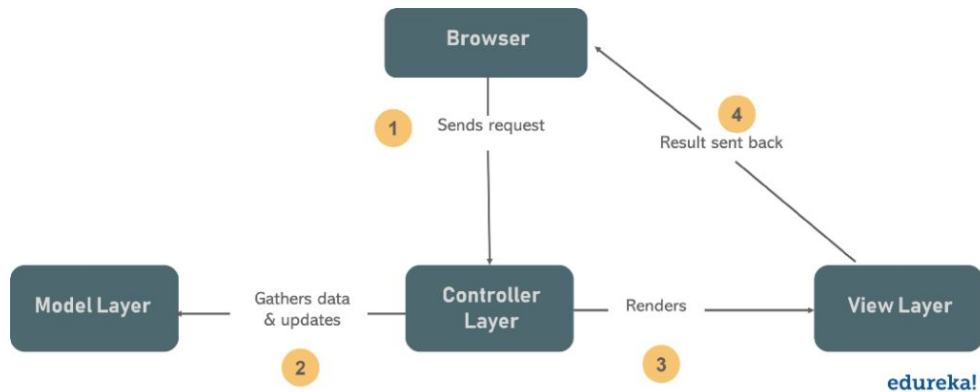 Browser
1
Sends request
4
Result sent back
Model Layer
Gathers data
& updates
2
Controller
Layer
Renders
3
View Layer
edureka!